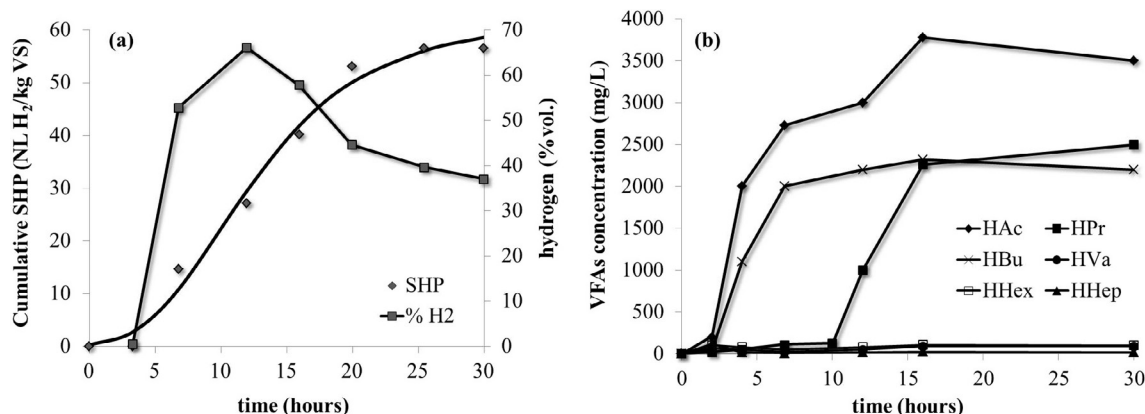 (a)
Cumulative SHP (NL H₂/kg VS)
60
50
40
30
20
10
0
70
60
50
40
30
20
10
0
hydrogen (% vol.)
SHP
% H2
0 5 10 15 20 25 30
time (hours)
(b)
VFAs concentration (mg/L)
4000
3500
3000
2500
2000
1500
1000
500
0
HAc HPr
HBu HVa
HHex HHep
0 5 10 15 20 25 30
time (hours)